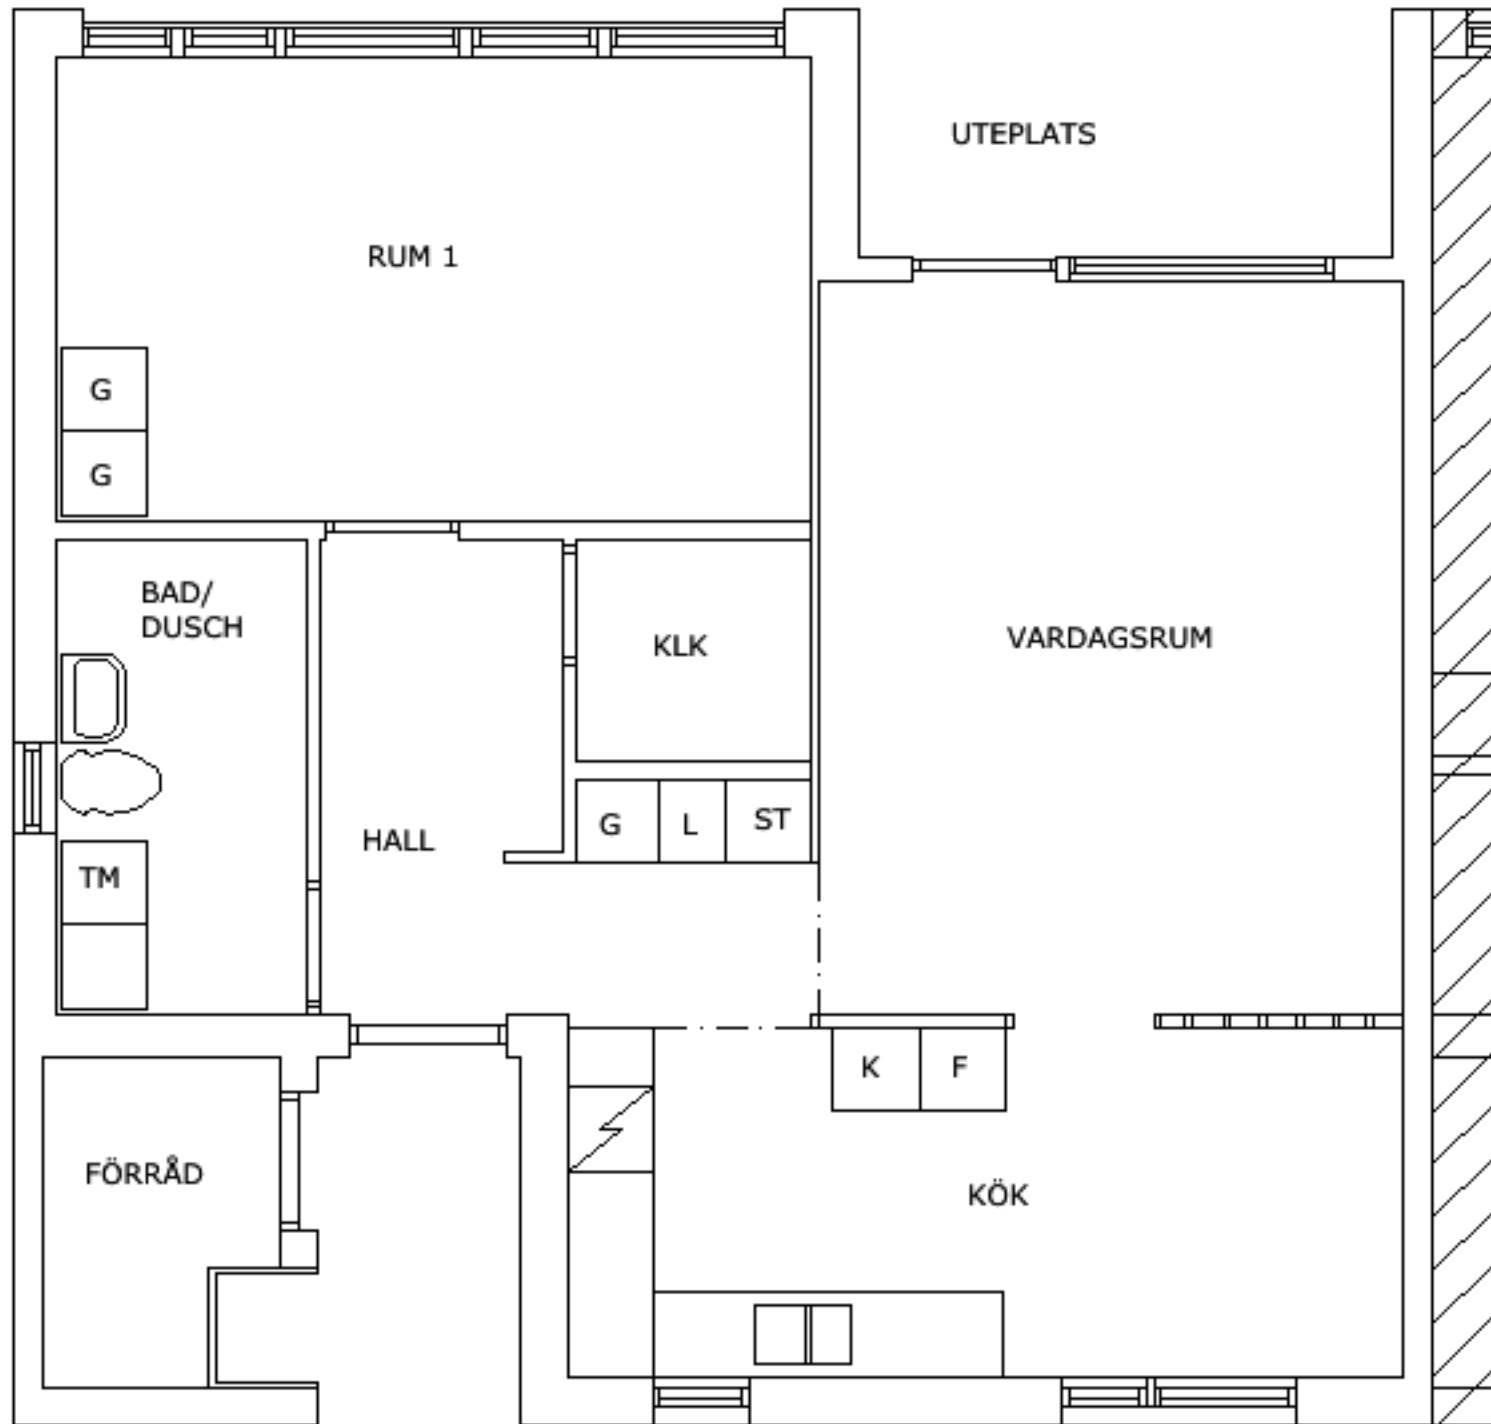 UTEPLATS
RUM 1
G
G
BAD/
DUSCH
KLK
VARDAGSRUM
HALL
G
L
ST
TM
K
F
FÖRRÅD
KÖK